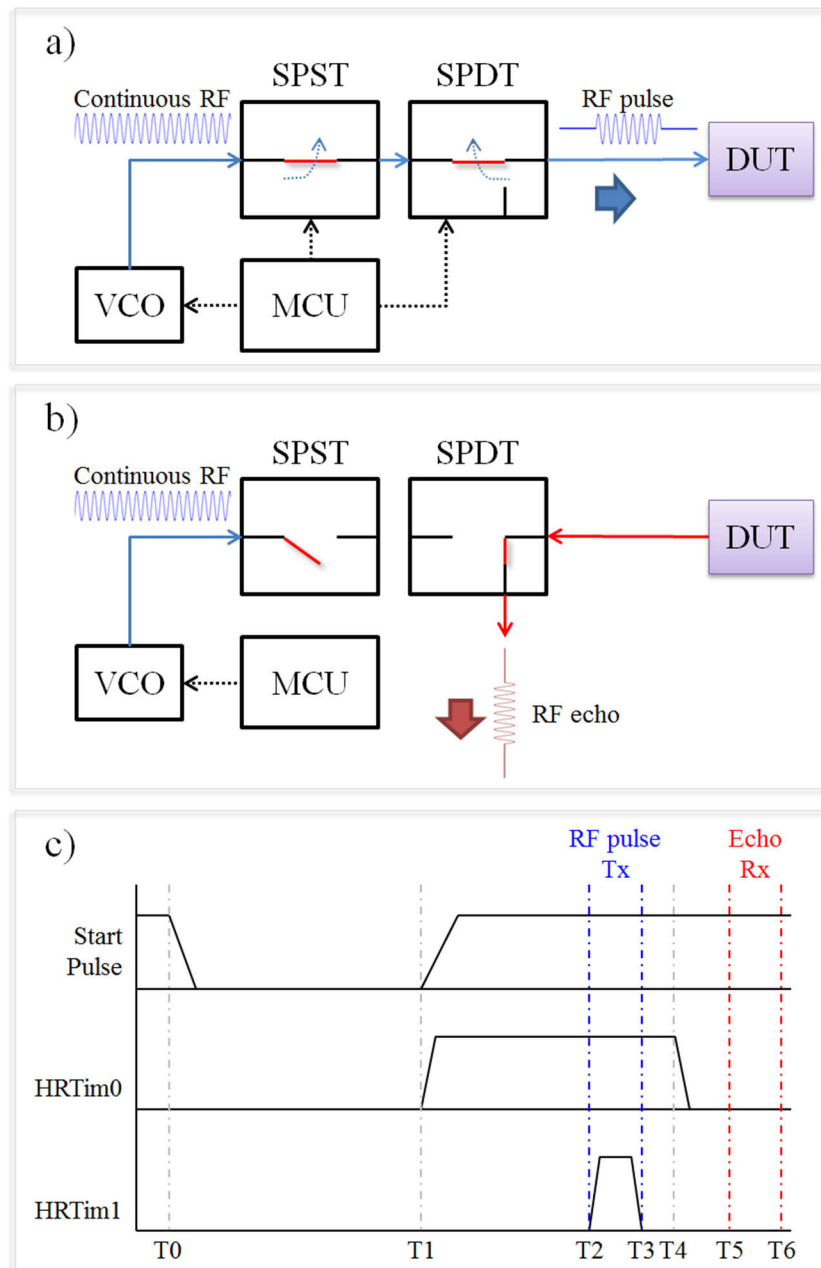 a)
SPST
SPDT
Continuous RF
RF pulse
DUT
VCO
MCU
b)
SPST
SPDT
Continuous RF
DUT
VCO
MCU
RF echo
c)
RF pulse
Tx
Echo
Rx
Start
Pulse
HRTim0
HRTim1
T0
T1
T2
T3
T4
T5
T6